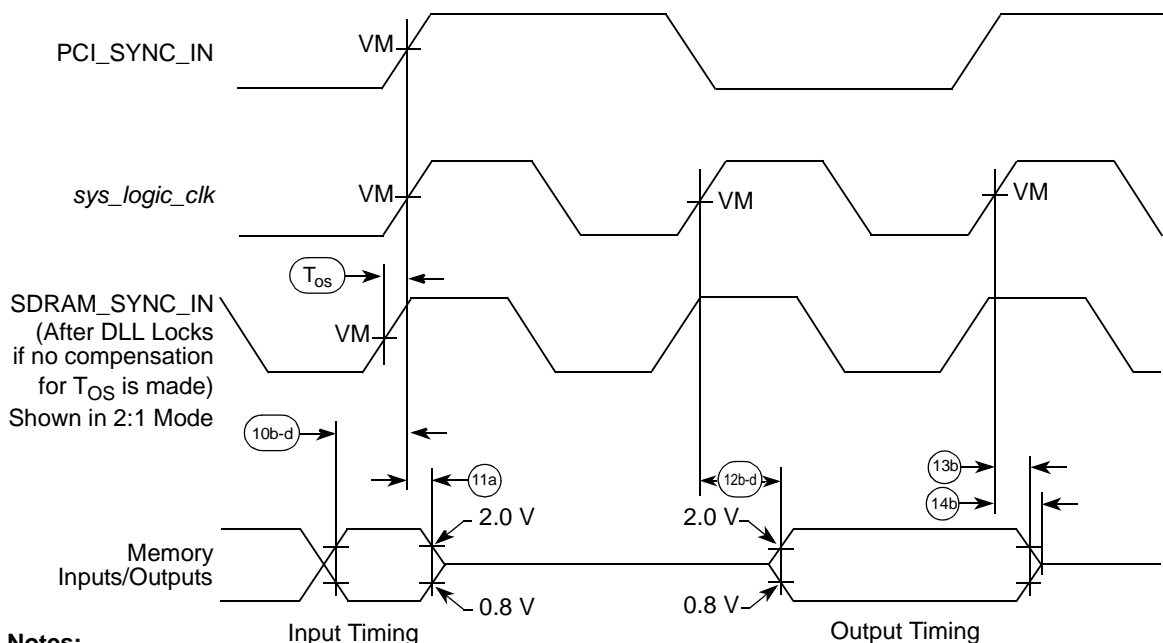 PCI_SYNC_IN
VM
sys_logic_clk
VM
VM
VM
Tos
SDRAM_SYNC_IN
(After DLL Locks
if no compensation
for TOS is made)
Shown in 2:1 Mode
VM
10b-d
11a
12b-d
13b
14b
2.0 V
2.0 V
Memory
Inputs/Outputs
0.8 V
0.8 V
Input Timing
Output Timing
Notes: